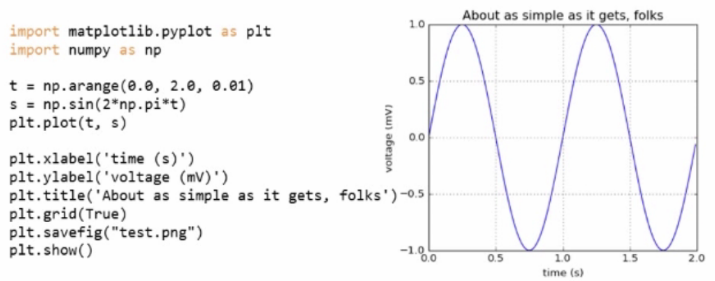 import matplotlib.pyplot as plt
import numpy as np
t = np.arange(0.0, 2.0, 0.01)
s = np.sin(2*np.pi*t)
plt.plot(t, s)
plt.xlabel('time (s)')
plt.ylabel('voltage (mV)')
plt.title('About as simple as it gets, folks')
plt.grid(True)
plt.savefig("test.png")
plt.show()
About as simple as it gets, folks
1.0
0.5
0.0
−0.5
−1.0
voltage (mV)
0.0 0.5 1.0 1.5 2.0
time (s)